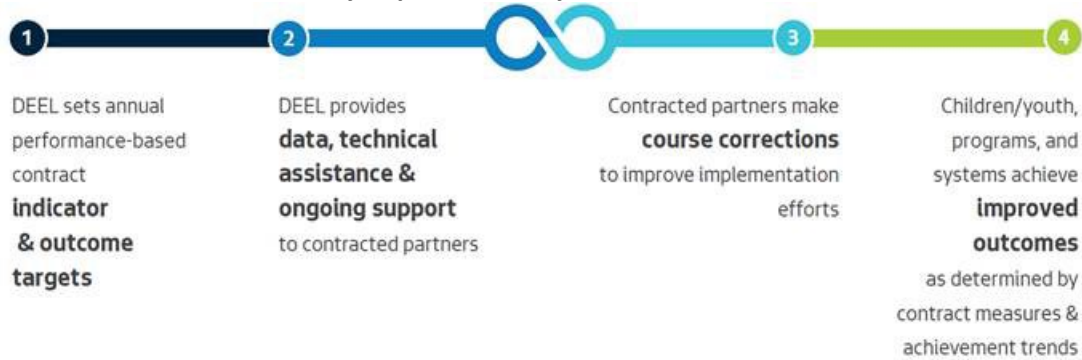 1
2
3
4
DEEL sets annual
performance-based
contract
indicator
& outcome
targets
DEEL provides
data, technical
assistance &
ongoing support
to contracted partners
Contracted partners make
course corrections
to improve implementation
efforts
Children/youth,
programs, and
systems achieve
improved
outcomes
as determined by
contract measures &
achievement trends